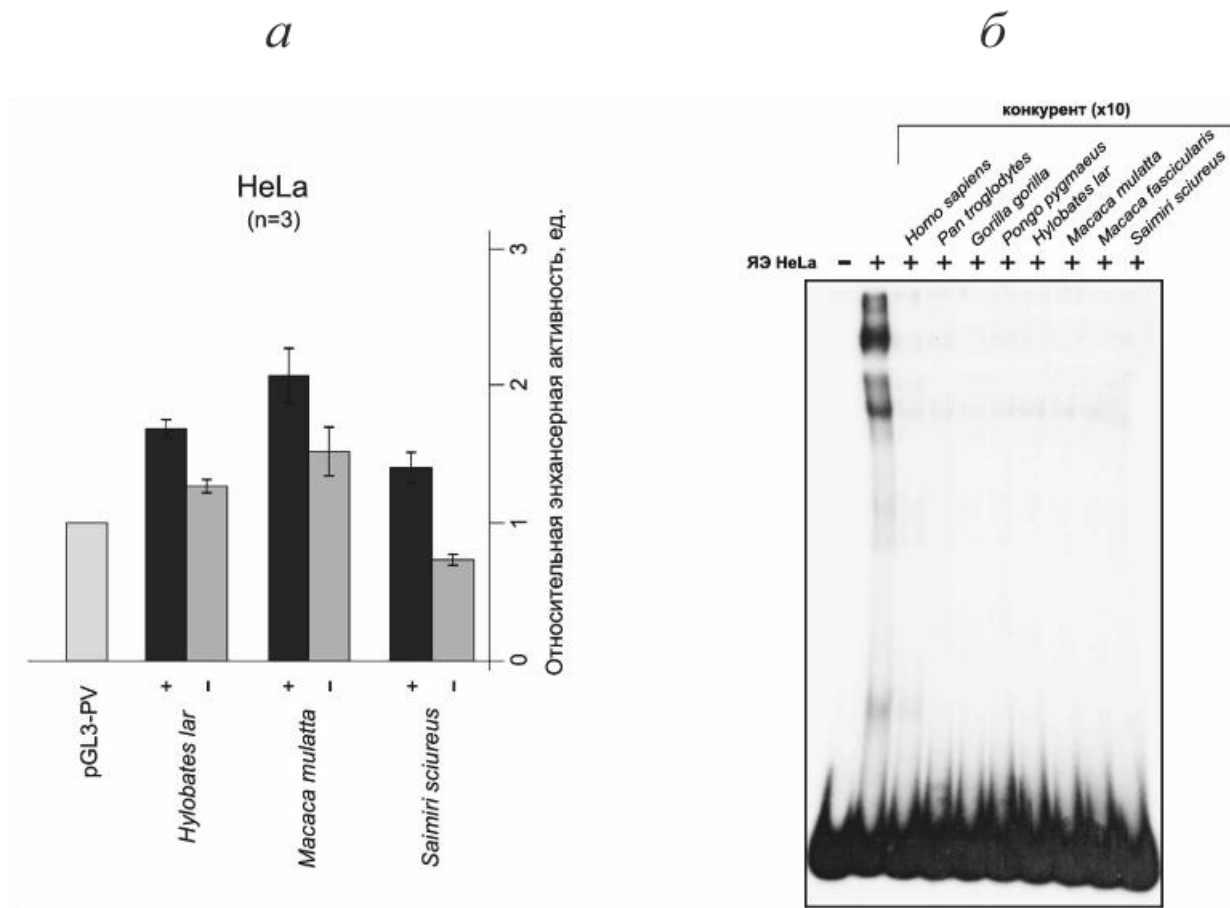 а
HeLa
(n=3)
3
2
1
0
Относительная энхансерная активность, ед.
pGL3-PV
+ − + − + −
Hylobates lar
Macaca mulatta
Saimiri sciureus
б
конкурент (x10)
Homo sapiens
Pan troglodytes
Gorilla gorilla
Pongo pygmaeus
Hylobates lar
Macaca mulatta
Macaca fascicularis
Saimiri sciureus
ЯЭ HeLa − + + + + + + + + +